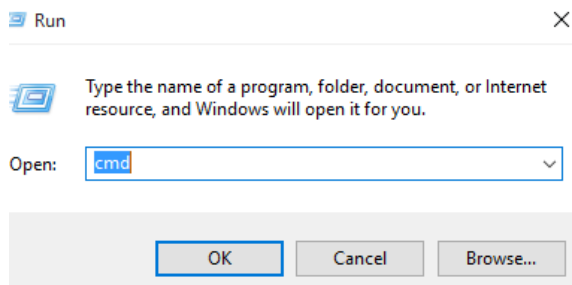 Run
Type the name of a program, folder, document, or Internet
resource, and Windows will open it for you.
Open: cmd
OK Cancel Browse...